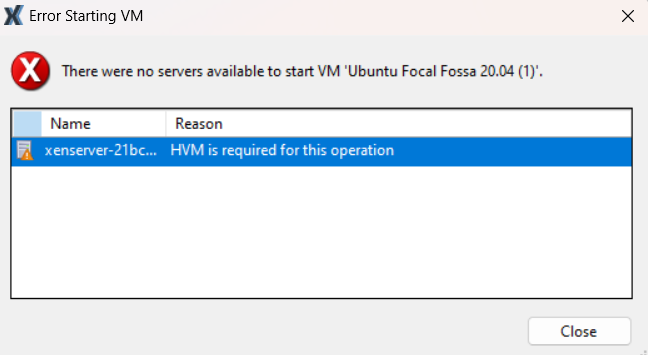 Error Starting VM
There were no servers available to start VM 'Ubuntu Focal Fossa 20.04 (1)'.
Name Reason
xenserver-21bc... HVM is required for this operation
Close